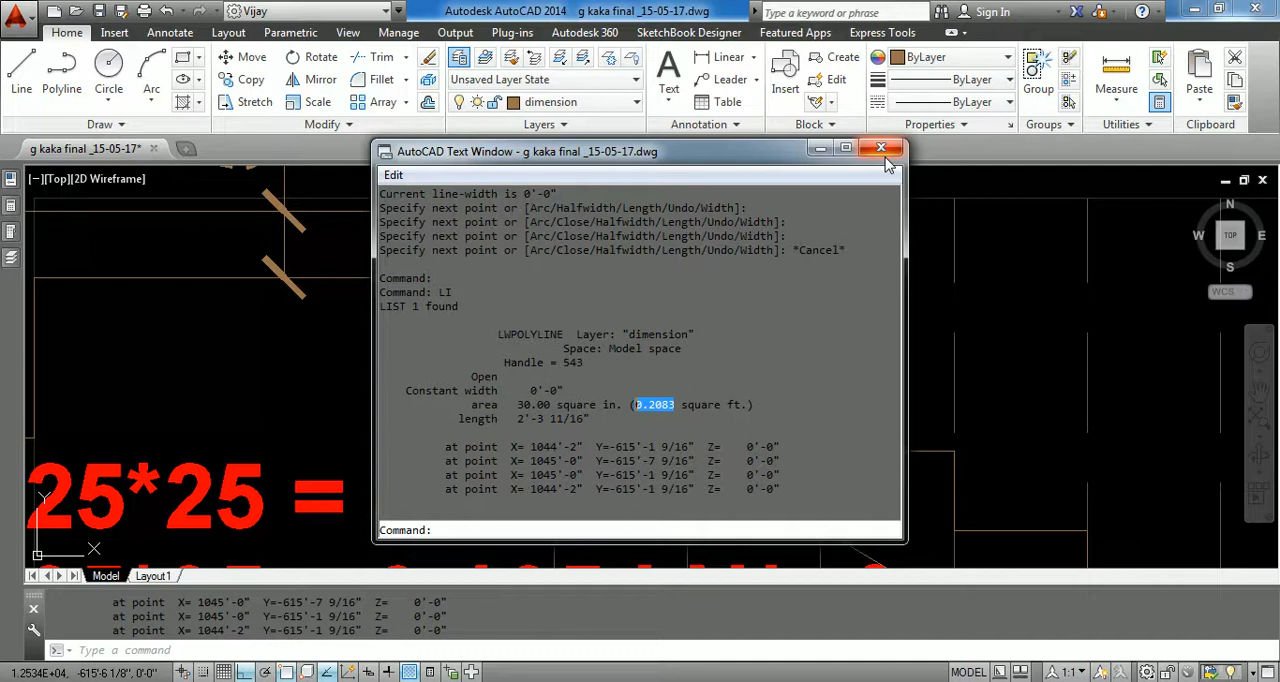 Vijay
Autodesk AutoCAD 2014 g kaka final _15-05-17.dwg
Type a keyword or phrase
Sign In
Home Insert Annotate Layout Parametric View Manage Output Plug-ins Autodesk 360 SketchBook Designer Featured Apps Express Tools
Line Polyline Circle Arc
Move Rotate Trim
Copy Mirror Fillet
Stretch Scale Array
Unsaved Layer State
dimension
Text
Linear
Leader
Table
Insert
Create
Edit
ByLayer
ByLayer
ByLayer
Group
Measure
Paste
Draw Modify Layers Annotation Block Properties Groups Utilities Clipboard
g kaka final _15-05-17*
[−][Top][2D Wireframe]
AutoCAD Text Window - g kaka final _15-05-17.dwg
Edit
Current line-width is 0'-0"
Specify next point or [Arc/Halfwidth/Length/Undo/Width]:
Specify next point or [Arc/Close/Halfwidth/Length/Undo/Width]:
Specify next point or [Arc/Close/Halfwidth/Length/Undo/Width]:
Specify next point or [Arc/Close/Halfwidth/Length/Undo/Width]: *Cancel*
Command:
Command: LI
LIST 1 found
LWPOLYLINE Layer: "dimension"
Space: Model space
Handle = 543
Open
Constant width 0'-0"
area 30.00 square in. (0.2083 square ft.)
length 2'-3 11/16"
at point X= 1044'-2" Y=-615'-1 9/16" Z= 0'-0"
at point X= 1045'-0" Y=-615'-7 9/16" Z= 0'-0"
at point X= 1045'-0" Y=-615'-1 9/16" Z= 0'-0"
at point X= 1044'-2" Y=-615'-1 9/16" Z= 0'-0"
Command:
N
W TOP E
S
WCS
25*25 =
Y
X
Model Layout1
at point X= 1045'-0" Y=-615'-7 9/16" Z= 0'-0"
at point X= 1045'-0" Y=-615'-1 9/16" Z= 0'-0"
at point X= 1044'-2" Y=-615'-1 9/16" Z= 0'-0"
Type a command
1.2534E+04, -615'-6 1/8", 0'-0"
MODEL
1:1